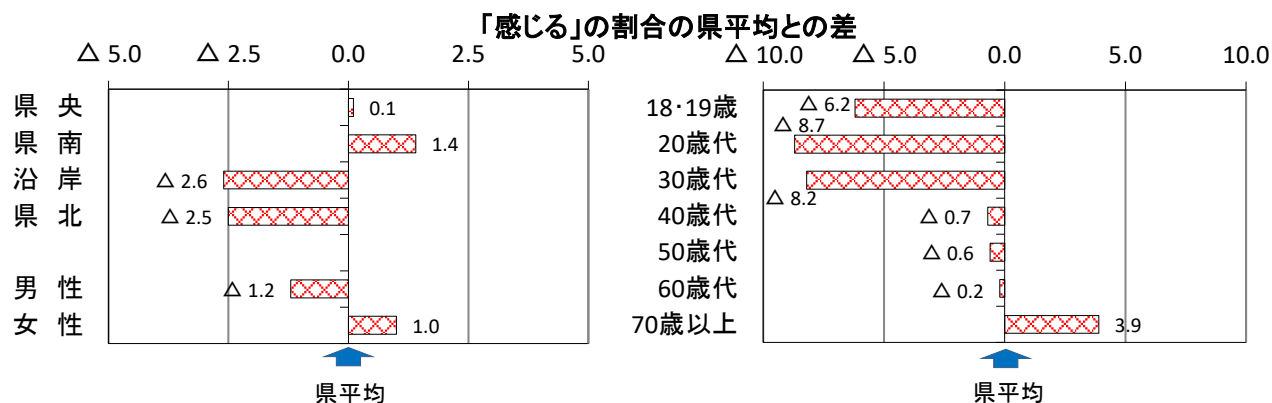 「感じる」の割合の県平均との差
△ 5.0 △ 2.5 0.0 2.5 5.0
県 央 0.1
県 南 1.4
沿 岸 △ 2.6
県 北 △ 2.5
男 性 △ 1.2
女 性 1.0
県平均
△ 10.0 △ 5.0 0.0 5.0 10.0
18･19歳 △ 6.2
20歳代 △ 8.7
30歳代 △ 8.2
40歳代 △ 0.7
50歳代 △ 0.6
60歳代 △ 0.2
70歳以上 3.9
県平均